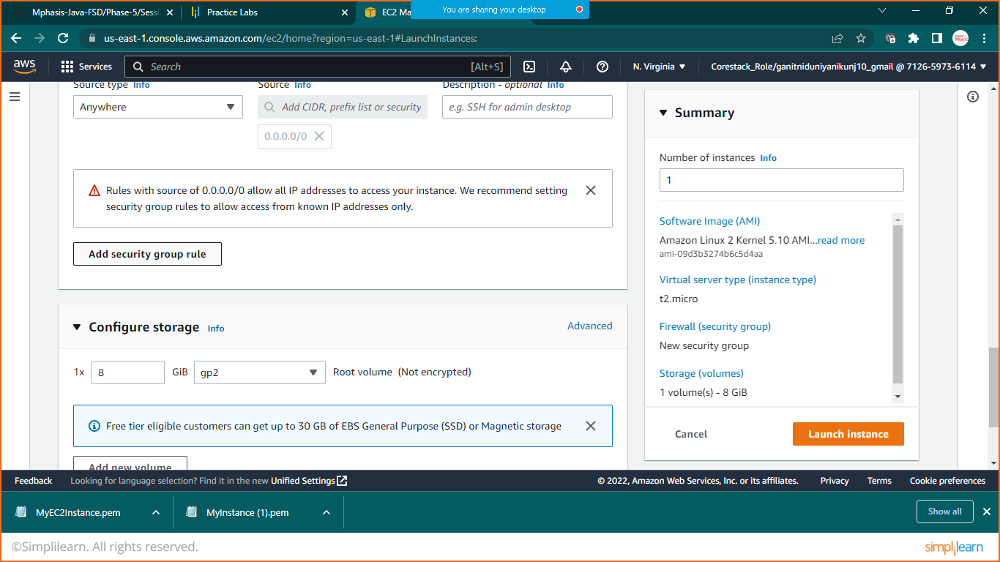 Mphasis-Java-FSD/Phase-5/Sessi
Practice Labs
EC2 Ma
You are sharing your desktop
us-east-1.console.aws.amazon.com/ec2/home?region=us-east-1#LaunchInstances:
aws
Services
Search
[Alt+S]
N. Virginia
Corestack_Role/ganitniduniyanikunj10_gmail @ 7126-5973-6114
Source type Info
Source Info
Description - optional Info
Anywhere
Add CIDR, prefix list or security
e.g. SSH for admin desktop
0.0.0.0/0
Rules with source of 0.0.0.0/0 allow all IP addresses to access your instance. We recommend setting
security group rules to allow access from known IP addresses only.
Add security group rule
Configure storage Info
Advanced
1x
8
GiB
gp2
Root volume (Not encrypted)
Free tier eligible customers can get up to 30 GB of EBS General Purpose (SSD) or Magnetic storage
Add new volume
Summary
Number of instances Info
1
Software Image (AMI)
Amazon Linux 2 Kernel 5.10 AMI...read more
ami-09d3b3274b6c5d4aa
Virtual server type (instance type)
t2.micro
Firewall (security group)
New security group
Storage (volumes)
1 volume(s) - 8 GiB
Cancel
Launch instance
Feedback
Looking for language selection? Find it in the new Unified Settings
© 2022, Amazon Web Services, Inc. or its affiliates.
Privacy
Terms
Cookie preferences
MyEC2Instance.pem
MyInstance (1).pem
Show all
©Simplilearn. All rights reserved.
simplilearn